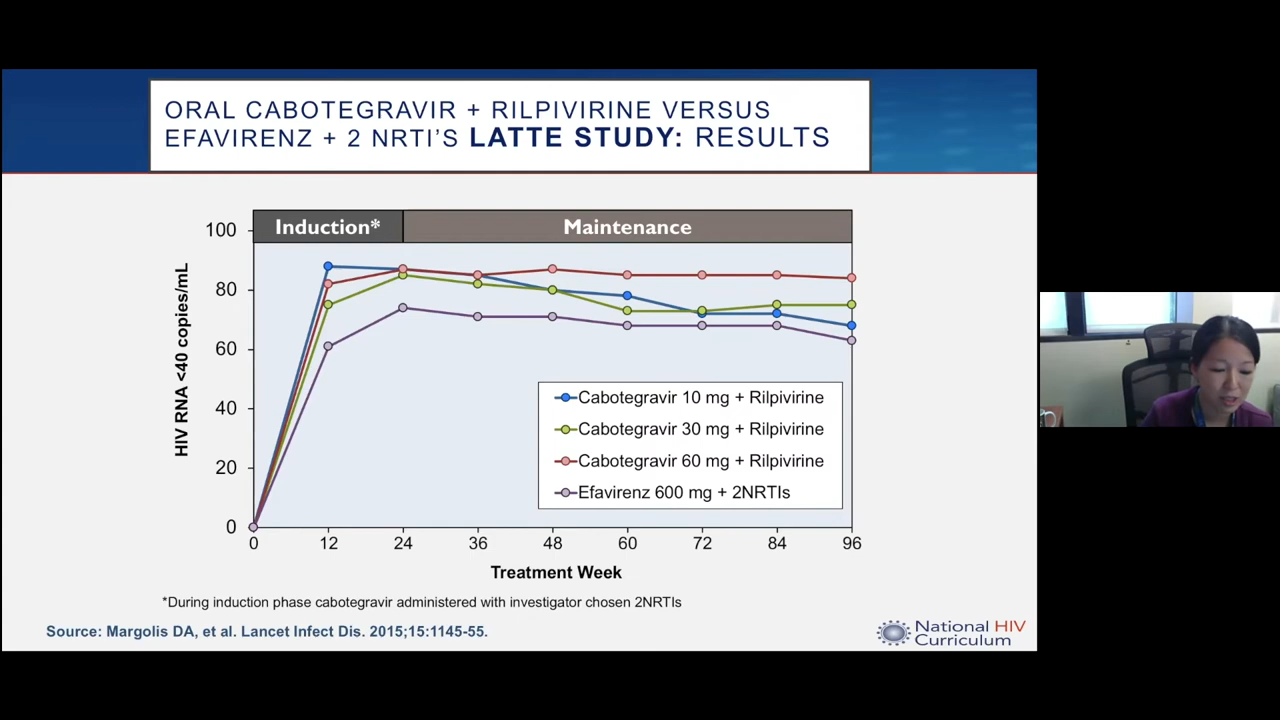 ORAL CABOTEGRAVIR + RILPIVIRINE VERSUS
EFAVIRENZ + 2 NRTI'S LATTE STUDY: RESULTS
Induction*
Maintenance
HIV RNA <40 copies/mL
100
80
60
40
20
0
Cabotegravir 10 mg + Rilpivirine
Cabotegravir 30 mg + Rilpivirine
Cabotegravir 60 mg + Rilpivirine
Efavirenz 600 mg + 2NRTIs
0 12 24 36 48 60 72 84 96
Treatment Week
*During induction phase cabotegravir administered with investigator chosen 2NRTIs
Source: Margolis DA, et al. Lancet Infect Dis. 2015;15:1145-55.
National HIV
Curriculum